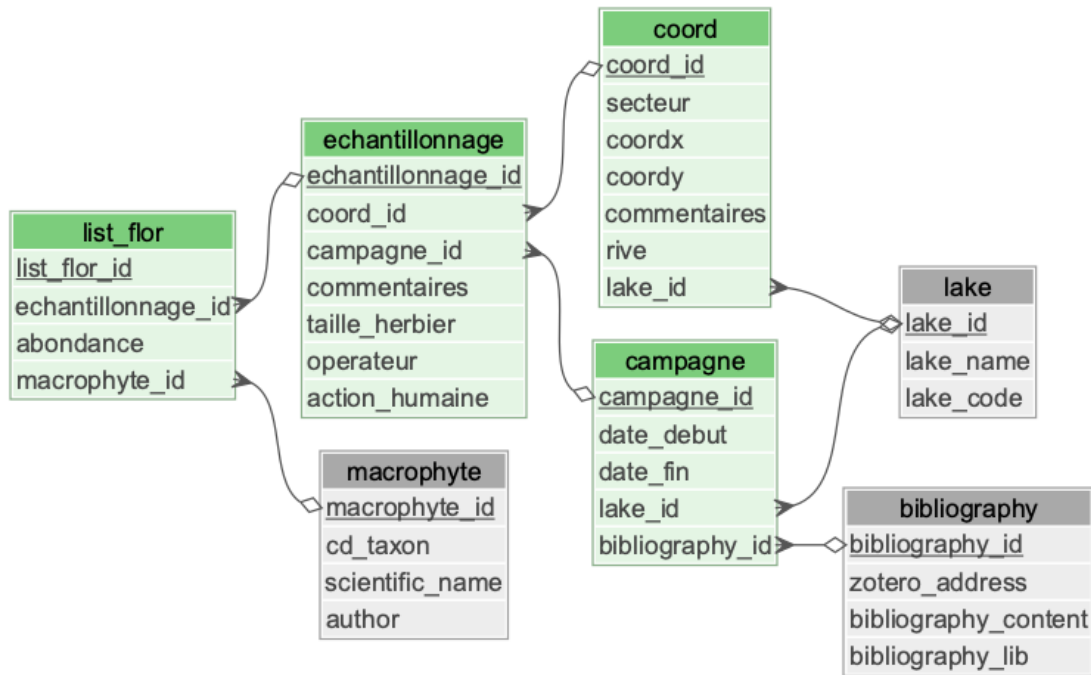 coord
coord_id
secteur
coordx
coordy
commentaires
rive
lake_id
echantillonnage
echantillonnage_id
coord_id
campagne_id
commentaires
taille_herbier
operateur
action_humaine
list_flor
list_flor_id
echantillonnage_id
abondance
macrophyte_id
lake
lake_id
lake_name
lake_code
campagne
campagne_id
date_debut
date_fin
lake_id
bibliography_id
macrophyte
macrophyte_id
cd_taxon
scientific_name
author
bibliography
bibliography_id
zotero_address
bibliography_content
bibliography_lib